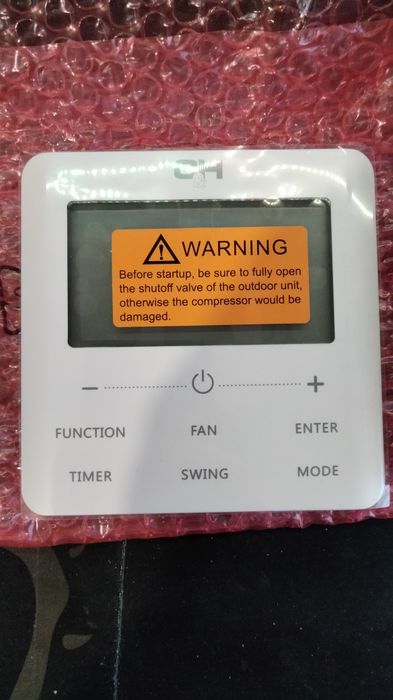 C&H
WARNING
Before startup, be sure to fully open
the shutoff valve of the outdoor unit,
otherwise the compressor would be
damaged.
− +
FUNCTION FAN ENTER
TIMER SWING MODE